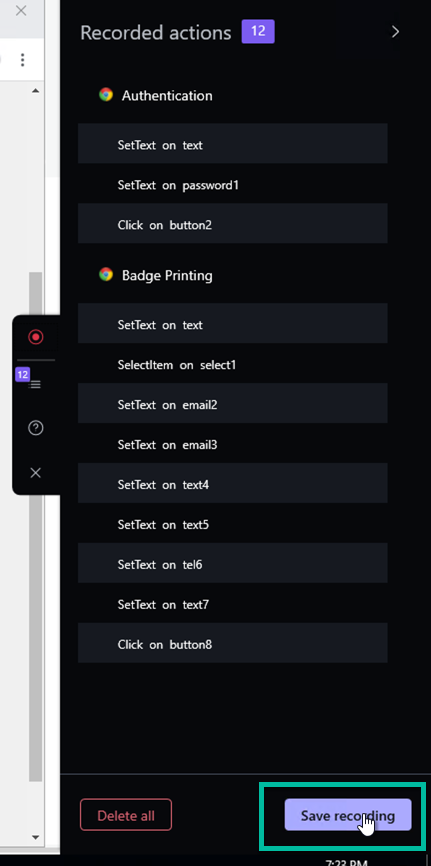 Recorded actions 12
Authentication
SetText on text
SetText on password1
Click on button2
Badge Printing
SetText on text
SelectItem on select1
12
SetText on email2
SetText on email3
SetText on text4
SetText on text5
SetText on tel6
SetText on text7
Click on button8
Delete all
Save recording
7:23 PM